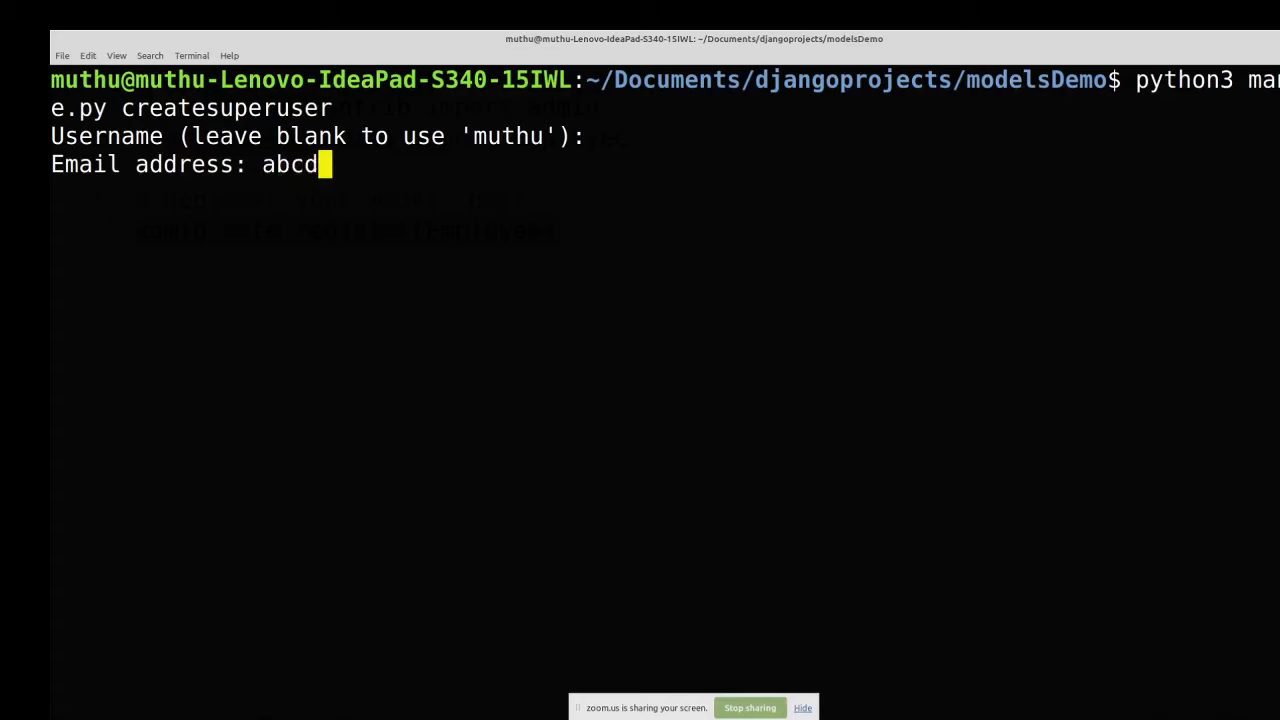 muthu@muthu-Lenovo-IdeaPad-S340-15IWL: ~/Documents/djangoprojects/modelsDemo
File Edit View Search Terminal Help
muthu@muthu-Lenovo-IdeaPad-S340-15IWL:~/Documents/djangoprojects/modelsDemo$ python3 man
e.py createsuperuser
Username (leave blank to use 'muthu'):
Email address: abcd
zoom.us is sharing your screen. Stop sharing Hide